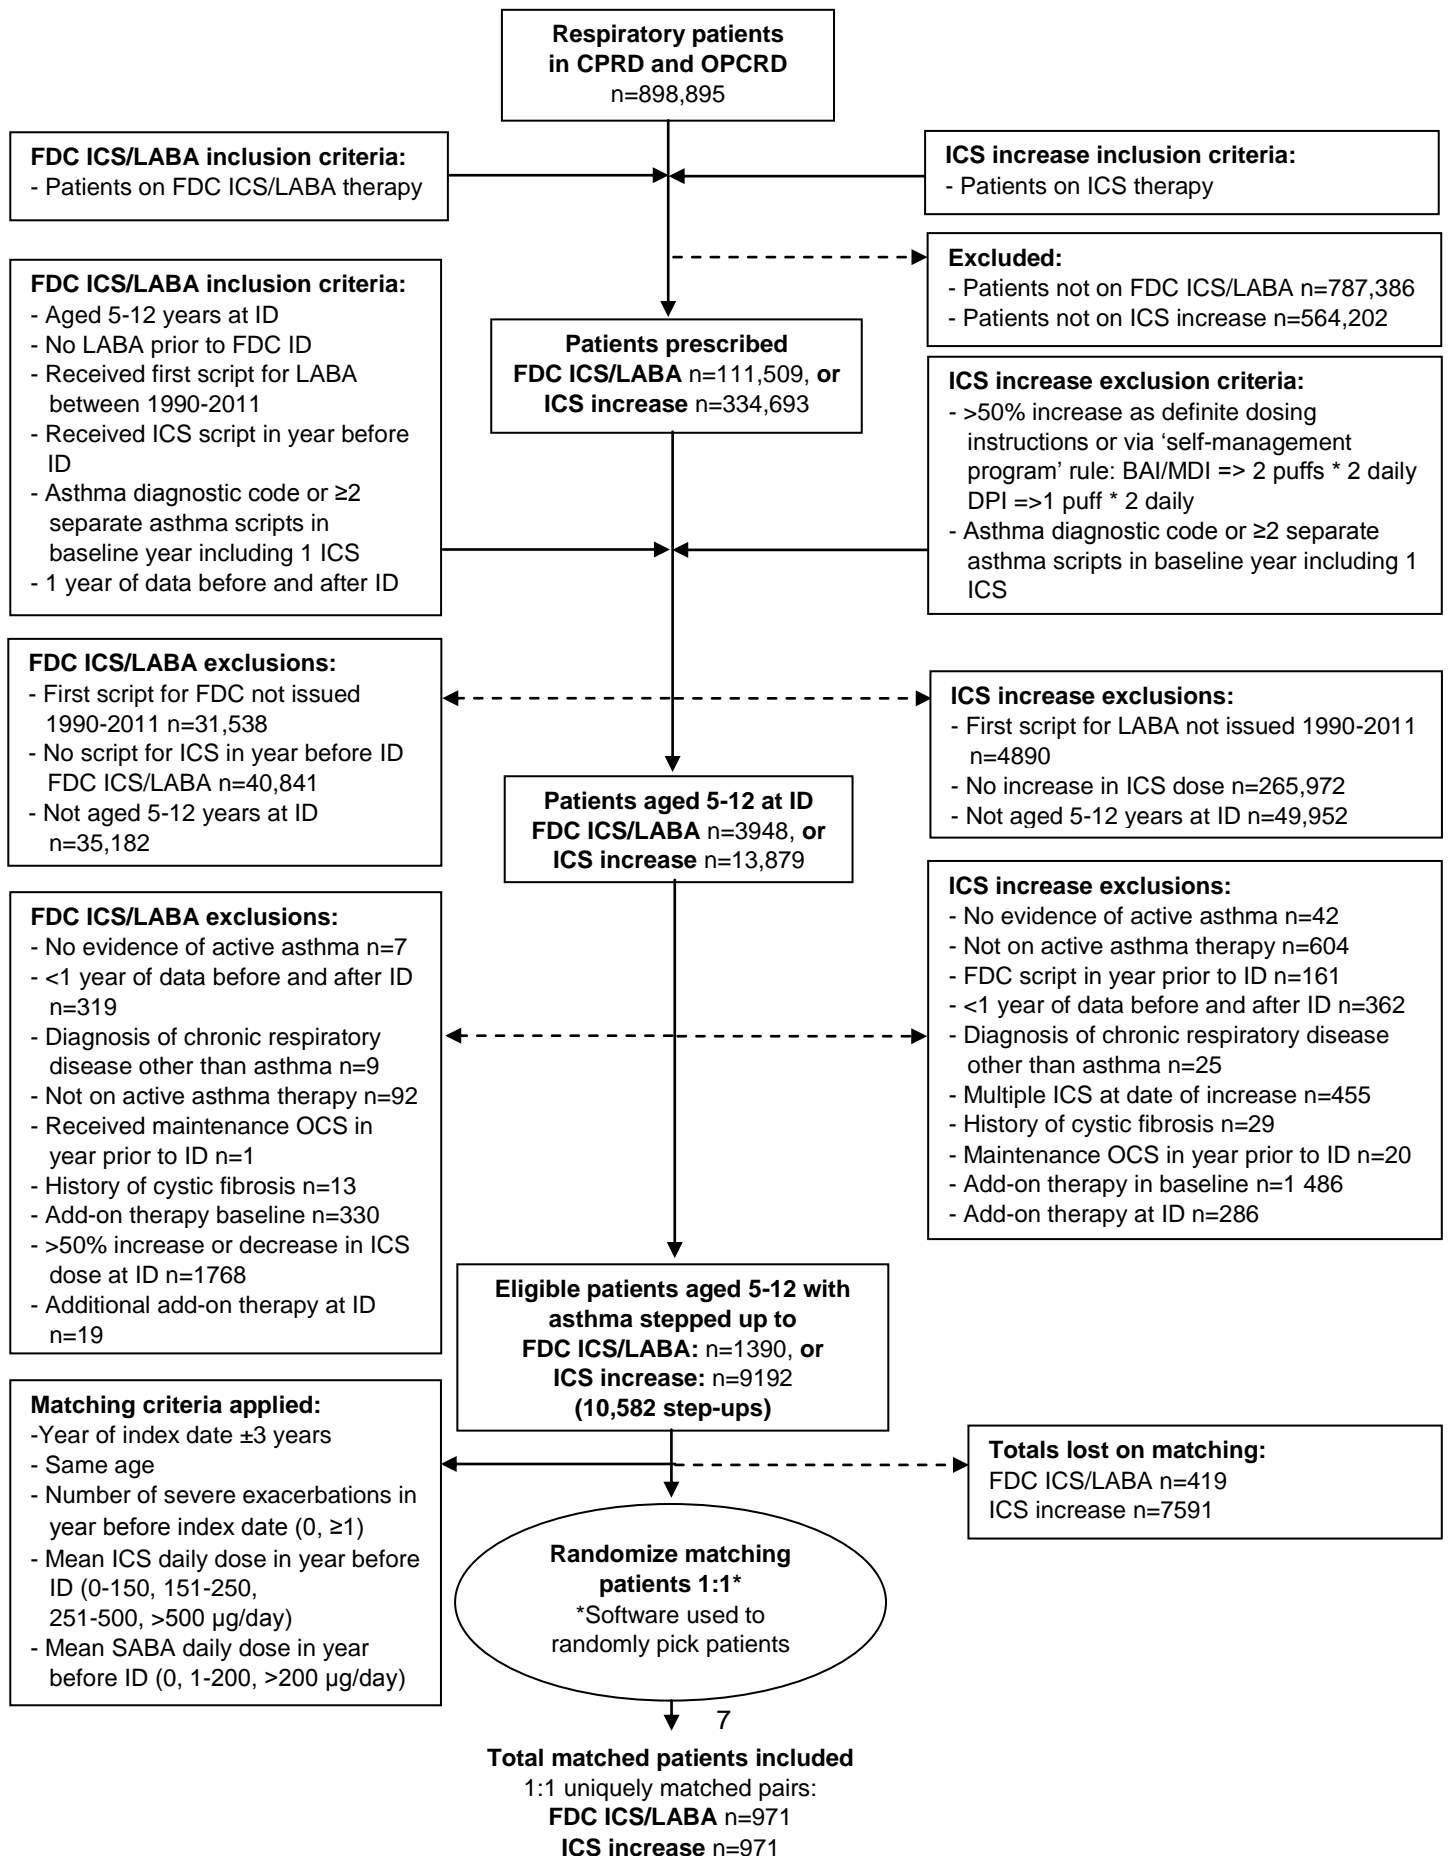 Respiratory patients
in CPRD and OPCRD
n=898,895
FDC ICS/LABA inclusion criteria:
- Patients on FDC ICS/LABA therapy
ICS increase inclusion criteria:
- Patients on ICS therapy
Excluded:
- Patients not on FDC ICS/LABA n=787,386
- Patients not on ICS increase n=564,202
FDC ICS/LABA inclusion criteria:
- Aged 5-12 years at ID
- No LABA prior to FDC ID
- Received first script for LABA
between 1990-2011
- Received ICS script in year before
ID
- Asthma diagnostic code or ≥2
separate asthma scripts in
baseline year including 1 ICS
- 1 year of data before and after ID
Patients prescribed
FDC ICS/LABA n=111,509, or
ICS increase n=334,693
ICS increase exclusion criteria:
- >50% increase as definite dosing
instructions or via ‘self-management
program’ rule: BAI/MDI => 2 puffs * 2 daily
DPI =>1 puff * 2 daily
- Asthma diagnostic code or ≥2 separate
asthma scripts in baseline year including 1
ICS
FDC ICS/LABA exclusions:
- First script for FDC not issued
1990-2011 n=31,538
- No script for ICS in year before ID
FDC ICS/LABA n=40,841
- Not aged 5-12 years at ID
n=35,182
ICS increase exclusions:
- First script for LABA not issued 1990-2011
n=4890
- No increase in ICS dose n=265,972
- Not aged 5-12 years at ID n=49,952
Patients aged 5-12 at ID
FDC ICS/LABA n=3948, or
ICS increase n=13,879
FDC ICS/LABA exclusions:
- No evidence of active asthma n=7
- <1 year of data before and after ID
n=319
- Diagnosis of chronic respiratory
disease other than asthma n=9
- Not on active asthma therapy n=92
- Received maintenance OCS in
year prior to ID n=1
- History of cystic fibrosis n=13
- Add-on therapy baseline n=330
- >50% increase or decrease in ICS
dose at ID n=1768
- Additional add-on therapy at ID
n=19
ICS increase exclusions:
- No evidence of active asthma n=42
- Not on active asthma therapy n=604
- FDC script in year prior to ID n=161
- <1 year of data before and after ID n=362
- Diagnosis of chronic respiratory disease
other than asthma n=25
- Multiple ICS at date of increase n=455
- History of cystic fibrosis n=29
- Maintenance OCS in year prior to ID n=20
- Add-on therapy in baseline n=1 486
- Add-on therapy at ID n=286
Eligible patients aged 5-12 with
asthma stepped up to
FDC ICS/LABA: n=1390, or
ICS increase: n=9192
(10,582 step-ups)
Matching criteria applied:
-Year of index date ±3 years
- Same age
- Number of severe exacerbations in
year before index date (0, ≥1)
- Mean ICS daily dose in year before
ID (0-150, 151-250,
251-500, >500 µg/day)
- Mean SABA daily dose in year
before ID (0, 1-200, >200 µg/day)
Totals lost on matching:
FDC ICS/LABA n=419
ICS increase n=7591
Randomize matching
patients 1:1*
*Software used to
randomly pick patients
7
Total matched patients included
1:1 uniquely matched pairs:
FDC ICS/LABA n=971
ICS increase n=971